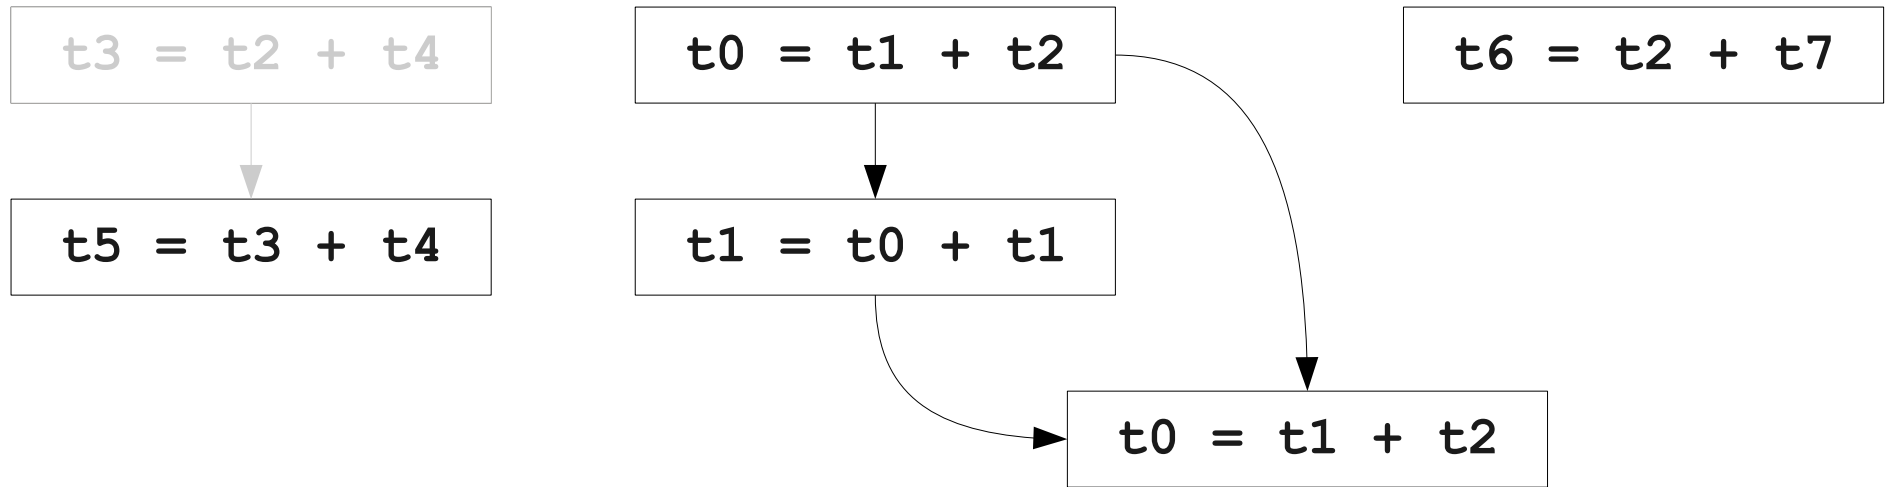 t3 = t2 + t4
t0 = t1 + t2
t6 = t2 + t7
t5 = t3 + t4
t1 = t0 + t1
t0 = t1 + t2